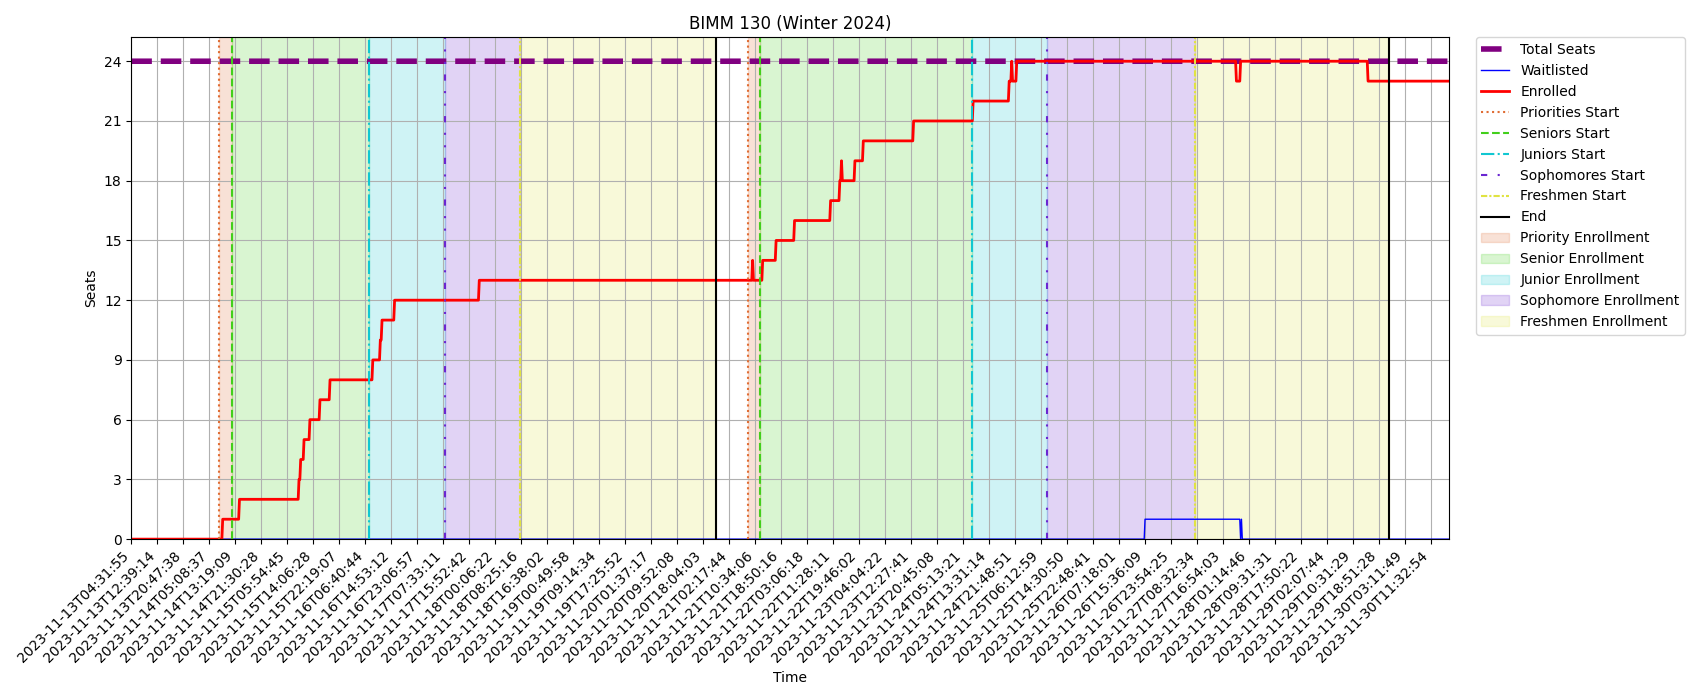 BIMM 130 (Winter 2024)
Seats
24
21
18
15
12
9
6
3
0
2023-11-13T04:31:55
2023-11-13T12:39:14
2023-11-13T20:47:38
2023-11-14T05:08:37
2023-11-14T13:19:09
2023-11-14T21:30:28
2023-11-15T05:54:45
2023-11-15T14:06:28
2023-11-15T22:19:07
2023-11-16T06:40:44
2023-11-16T14:53:12
2023-11-16T23:06:57
2023-11-17T07:33:11
2023-11-17T15:52:42
2023-11-18T00:06:22
2023-11-18T08:25:16
2023-11-18T16:38:02
2023-11-19T00:49:58
2023-11-19T09:14:34
2023-11-19T17:25:52
2023-11-20T01:37:17
2023-11-20T09:52:08
2023-11-20T18:04:03
2023-11-21T02:17:44
2023-11-21T10:34:06
2023-11-21T18:50:16
2023-11-22T03:06:18
2023-11-22T11:28:11
2023-11-22T19:46:02
2023-11-23T04:04:22
2023-11-23T12:27:41
2023-11-23T20:45:08
2023-11-24T05:13:21
2023-11-24T13:31:14
2023-11-24T21:48:51
2023-11-25T06:12:59
2023-11-25T14:30:50
2023-11-25T22:48:41
2023-11-26T07:18:01
2023-11-26T15:36:09
2023-11-26T23:54:25
2023-11-27T08:32:34
2023-11-27T16:54:03
2023-11-28T01:14:46
2023-11-28T09:31:31
2023-11-28T17:50:22
2023-11-29T02:07:44
2023-11-29T10:31:29
2023-11-29T18:51:28
2023-11-30T03:11:49
2023-11-30T11:32:54
Time
Total Seats
Waitlisted
Enrolled
Priorities Start
Seniors Start
Juniors Start
Sophomores Start
Freshmen Start
End
Priority Enrollment
Senior Enrollment
Junior Enrollment
Sophomore Enrollment
Freshmen Enrollment